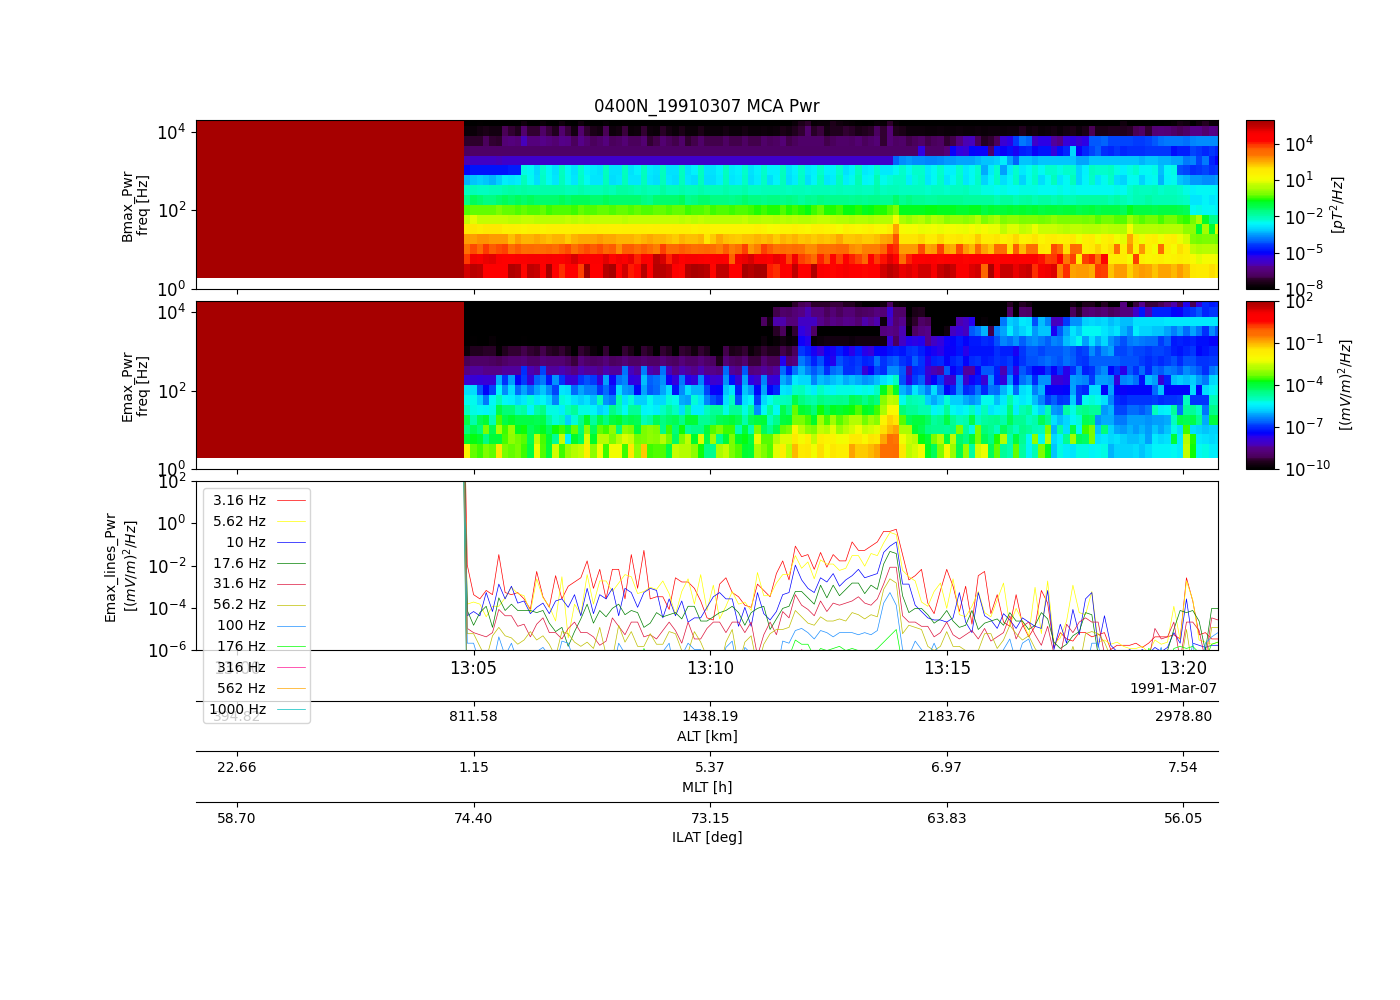 0400N_19910307 MCA Pwr
Bmax_Pwr
freq [Hz]
10^4
10^2
10^0
10^4
10^1
10^-2
10^-5
10^-8
[pT^2/Hz]
Emax_Pwr
freq [Hz]
10^4
10^2
10^0
10^2
10^-1
10^-4
10^-7
10^-10
[(mV/m)^2/Hz]
Emax_lines_Pwr
[(mV/m)^2/Hz]
10^2
10^0
10^-2
10^-4
10^-6
3.16 Hz
5.62 Hz
10 Hz
17.6 Hz
31.6 Hz
56.2 Hz
100 Hz
176 Hz
316 Hz
562 Hz
1000 Hz
13:00 13:05 13:10 13:15 13:20
1991-Mar-07
394.82 811.58 1438.19 2183.76 2978.80
ALT [km]
22.66 1.15 5.37 6.97 7.54
MLT [h]
58.70 74.40 73.15 63.83 56.05
ILAT [deg]